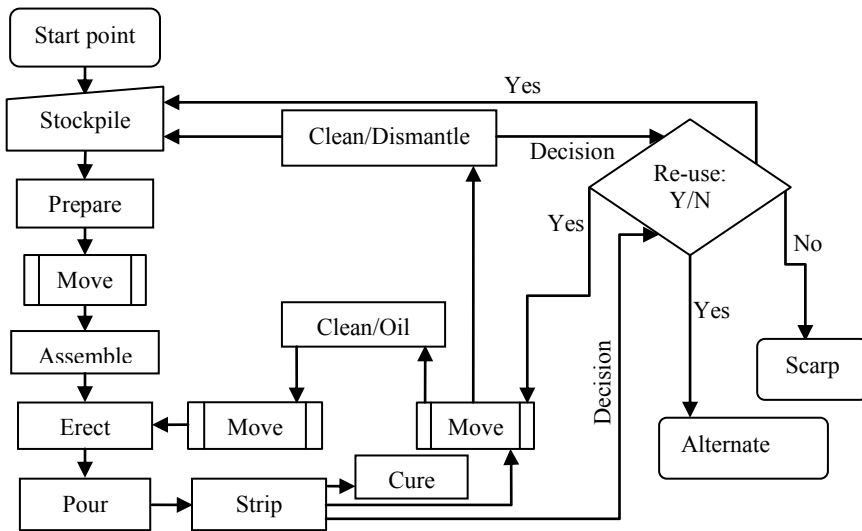 Start point
Yes
Stockpile
Clean/Dismantle
Decision
Re-use:
Y/N
Prepare
Yes
No
Move
Clean/Oil
Yes
Assemble
Decision
Scarp
Erect
Move
Move
Alternate
Cure
Pour
Strip